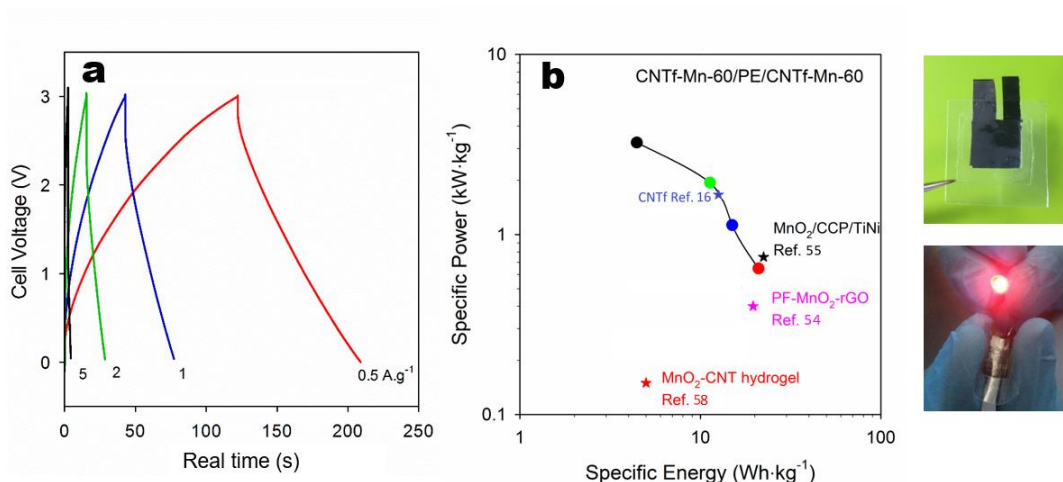 a
3
2
1
0
Cell Voltage (V)
5
2
1
0.5 A.g⁻¹
0
50
100
150
200
250
Real time (s)
b
CNTf-Mn-60/PE/CNTf-Mn-60
10
1
0.1
Specific Power (kW·kg⁻¹)
CNTf Ref. 16
MnO₂/CCP/TiNi
Ref. 55
PF-MnO₂-rGO
Ref. 54
MnO₂-CNT hydrogel
Ref. 58
1
10
100
Specific Energy (Wh·kg⁻¹)